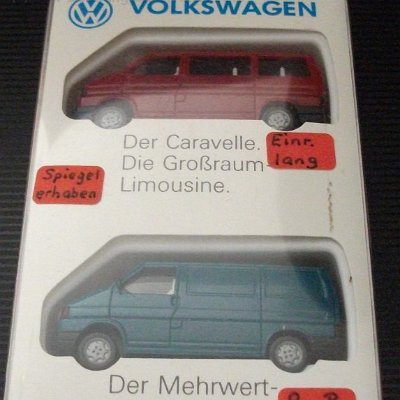 VOLKSWAGEN
Der Caravelle.
Die Großraum-
Limousine.
Einr.
lang
Spiegel
erhaben
Der Mehrwert-